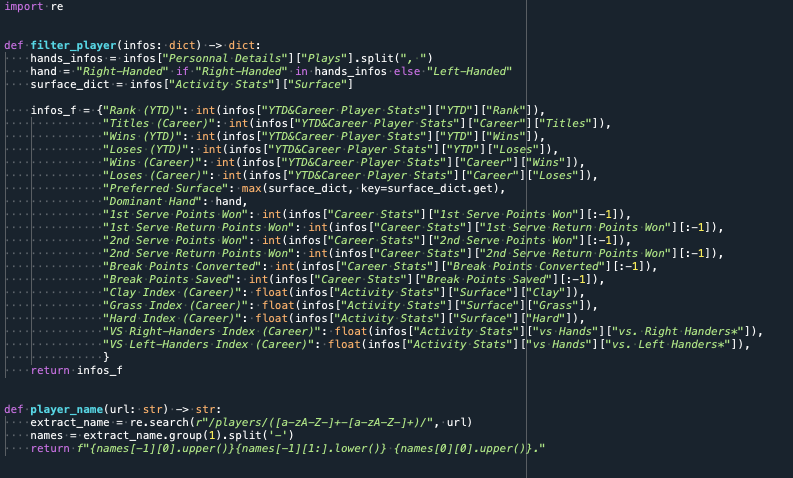 import re
def filter_player(infos: dict) -> dict:
    hands_infos = infos["Personnal Details"]["Plays"].split(", ")
    hand = "Right-Handed" if "Right-Handed" in hands_infos else "Left-Handed"
    surface_dict = infos["Activity Stats"]["Surface"]
    infos_f = {"Rank (YTD)": int(infos["YTD&Career Player Stats"]["YTD"]["Rank"]),
               "Titles (Career)": int(infos["YTD&Career Player Stats"]["Career"]["Titles"]),
               "Wins (YTD)": int(infos["YTD&Career Player Stats"]["YTD"]["Wins"]),
               "Loses (YTD)": int(infos["YTD&Career Player Stats"]["YTD"]["Loses"]),
               "Wins (Career)": int(infos["YTD&Career Player Stats"]["Career"]["Wins"]),
               "Loses (Career)": int(infos["YTD&Career Player Stats"]["Career"]["Loses"]),
               "Preferred Surface": max(surface_dict, key=surface_dict.get),
               "Dominant Hand": hand,
               "1st Serve Points Won": int(infos["Career Stats"]["1st Serve Points Won"][:-1]),
               "1st Serve Return Points Won": int(infos["Career Stats"]["1st Serve Return Points Won"][:-1]),
               "2nd Serve Points Won": int(infos["Career Stats"]["2nd Serve Points Won"][:-1]),
               "2nd Serve Return Points Won": int(infos["Career Stats"]["2nd Serve Return Points Won"][:-1]),
               "Break Points Converted": int(infos["Career Stats"]["Break Points Converted"][:-1]),
               "Break Points Saved": int(infos["Career Stats"]["Break Points Saved"][:-1]),
               "Clay Index (Career)": float(infos["Activity Stats"]["Surface"]["Clay"]),
               "Grass Index (Career)": float(infos["Activity Stats"]["Surface"]["Grass"]),
               "Hard Index (Career)": float(infos["Activity Stats"]["Surface"]["Hard"]),
               "VS Right-Handers Index (Career)": float(infos["Activity Stats"]["vs Hands"]["vs. Right Handers*"]),
               "VS Left-Handers Index (Career)": float(infos["Activity Stats"]["vs Hands"]["vs. Left Handers*"]),
               }
    return infos_f
def player_name(url: str) -> str:
    extract_name = re.search(r"/players/([a-zA-Z-]+-[a-zA-Z-]+)/", url)
    names = extract_name.group(1).split('-')
    return f"{names[-1][0].upper()}{names[-1][1:].lower()} {names[0][0].upper()}."